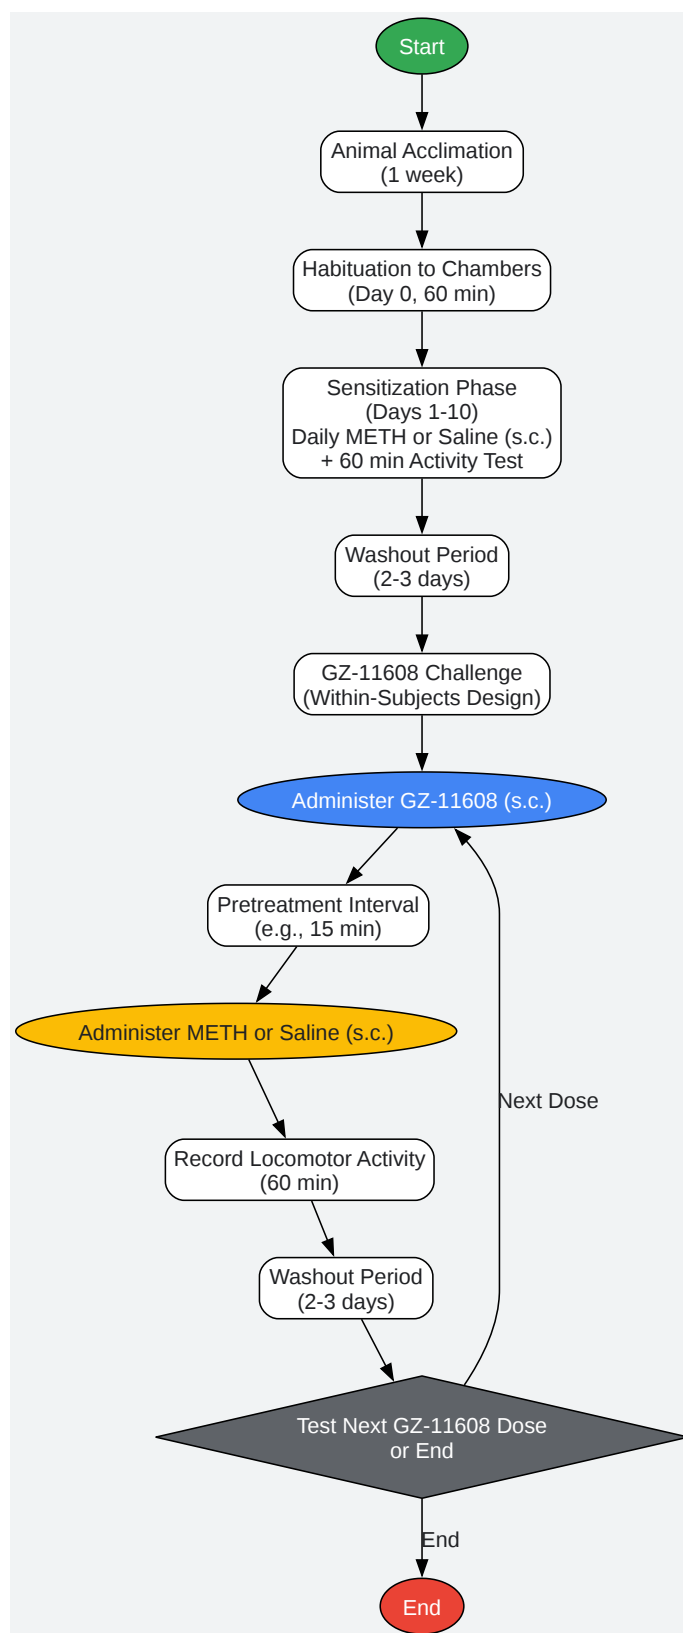 Start
Animal Acclimation
(1 week)
Habituation to Chambers
(Day 0, 60 min)
Sensitization Phase
(Days 1-10)
Daily METH or Saline (s.c.)
+ 60 min Activity Test
Washout Period
(2-3 days)
GZ-11608 Challenge
(Within-Subjects Design)
Administer GZ-11608 (s.c.)
Pretreatment Interval
(e.g., 15 min)
Administer METH or Saline (s.c.)
Next Dose
Record Locomotor Activity
(60 min)
Washout Period
(2-3 days)
Test Next GZ-11608 Dose
or End
End
End